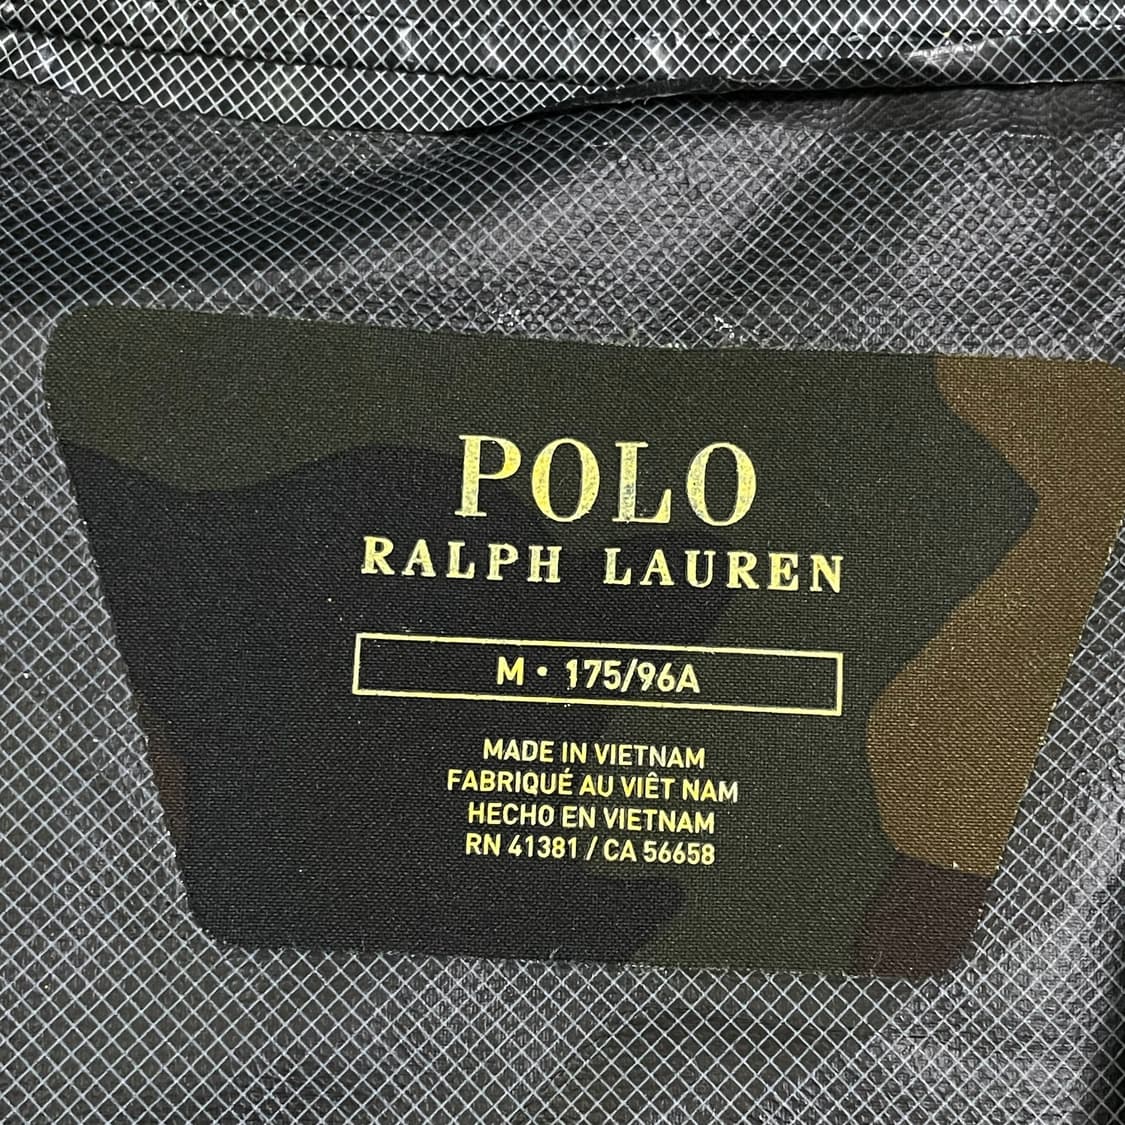 POLO
RALPH LAUREN
M • 175/96A
MADE IN VIETNAM
FABRIQUÉ AU VIÊT NAM
HECHO EN VIETNAM
RN 41381 / CA 56658